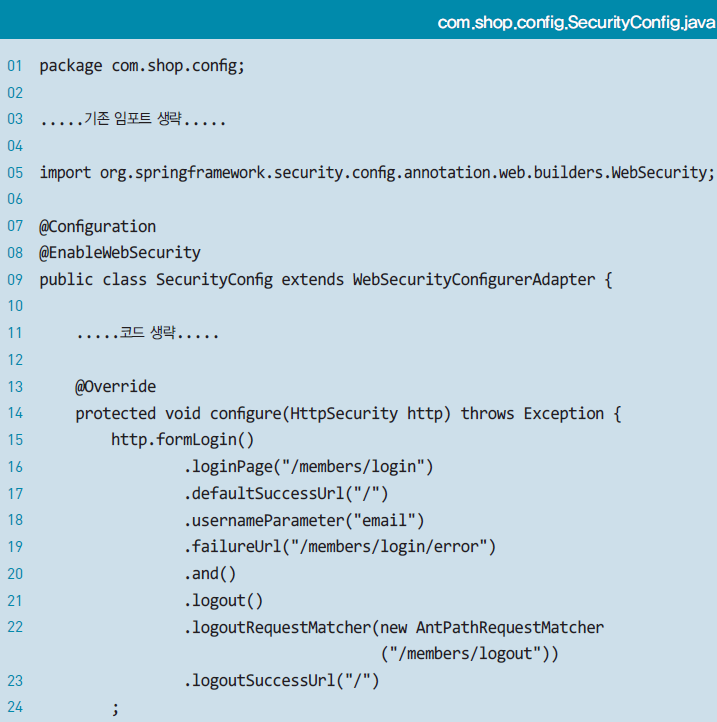 com.shop.config.SecurityConfig.java
01 package com.shop.config;
02
03 .....기존 임포트 생략.....
04
05 import org.springframework.security.config.annotation.web.builders.WebSecurity;
06
07 @Configuration
08 @EnableWebSecurity
09 public class SecurityConfig extends WebSecurityConfigurerAdapter {
10
11     .....코드 생략.....
12
13     @Override
14     protected void configure(HttpSecurity http) throws Exception {
15         http.formLogin()
16                 .loginPage("/members/login")
17                 .defaultSuccessUrl("/")
18                 .usernameParameter("email")
19                 .failureUrl("/members/login/error")
20                 .and()
21                 .logout()
22                 .logoutRequestMatcher(new AntPathRequestMatcher
                                      ("/members/logout"))
23                 .logoutSuccessUrl("/")
24         ;